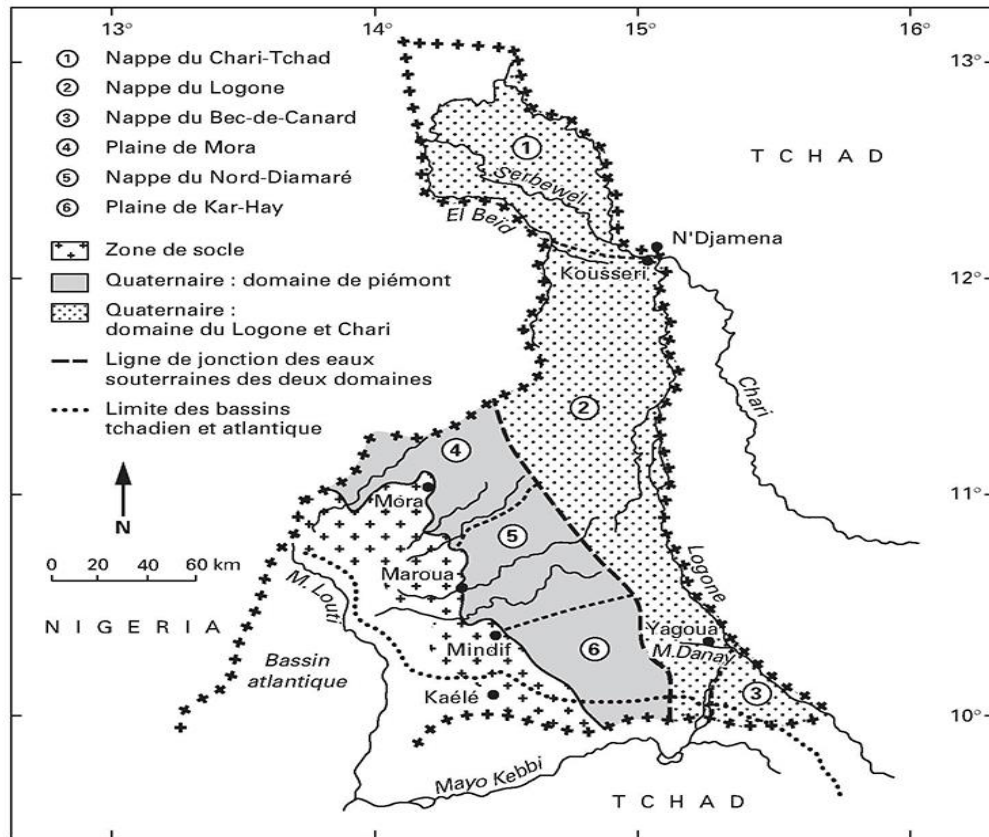 13°
14°
15°
16°
1 Nappe du Chari-Tchad
2 Nappe du Logone
3 Nappe du Bec-de-Canard
4 Plaine de Mora
5 Nappe du Nord-Diamaré
6 Plaine de Kar-Hay
Zone de socle
Quaternaire : domaine de piémont
Quaternaire :
domaine du Logone et Chari
Ligne de jonction des eaux
souterraines des deux domaines
Limite des bassins
tchadien et atlantique
N
0 20 40 60 km
13°
TCHAD
1
Serbewel
El Beïd
N'Djamena
Kousseri
12°
Chari
2
4
Móra
11°
5
Maroua
Logone
M. Louti
NIGERIA
Yagoua
M.Danay
Mindif
6
Bassin
atlantique
Kaélé
3
10°
Mayo Kebbi
TCHAD